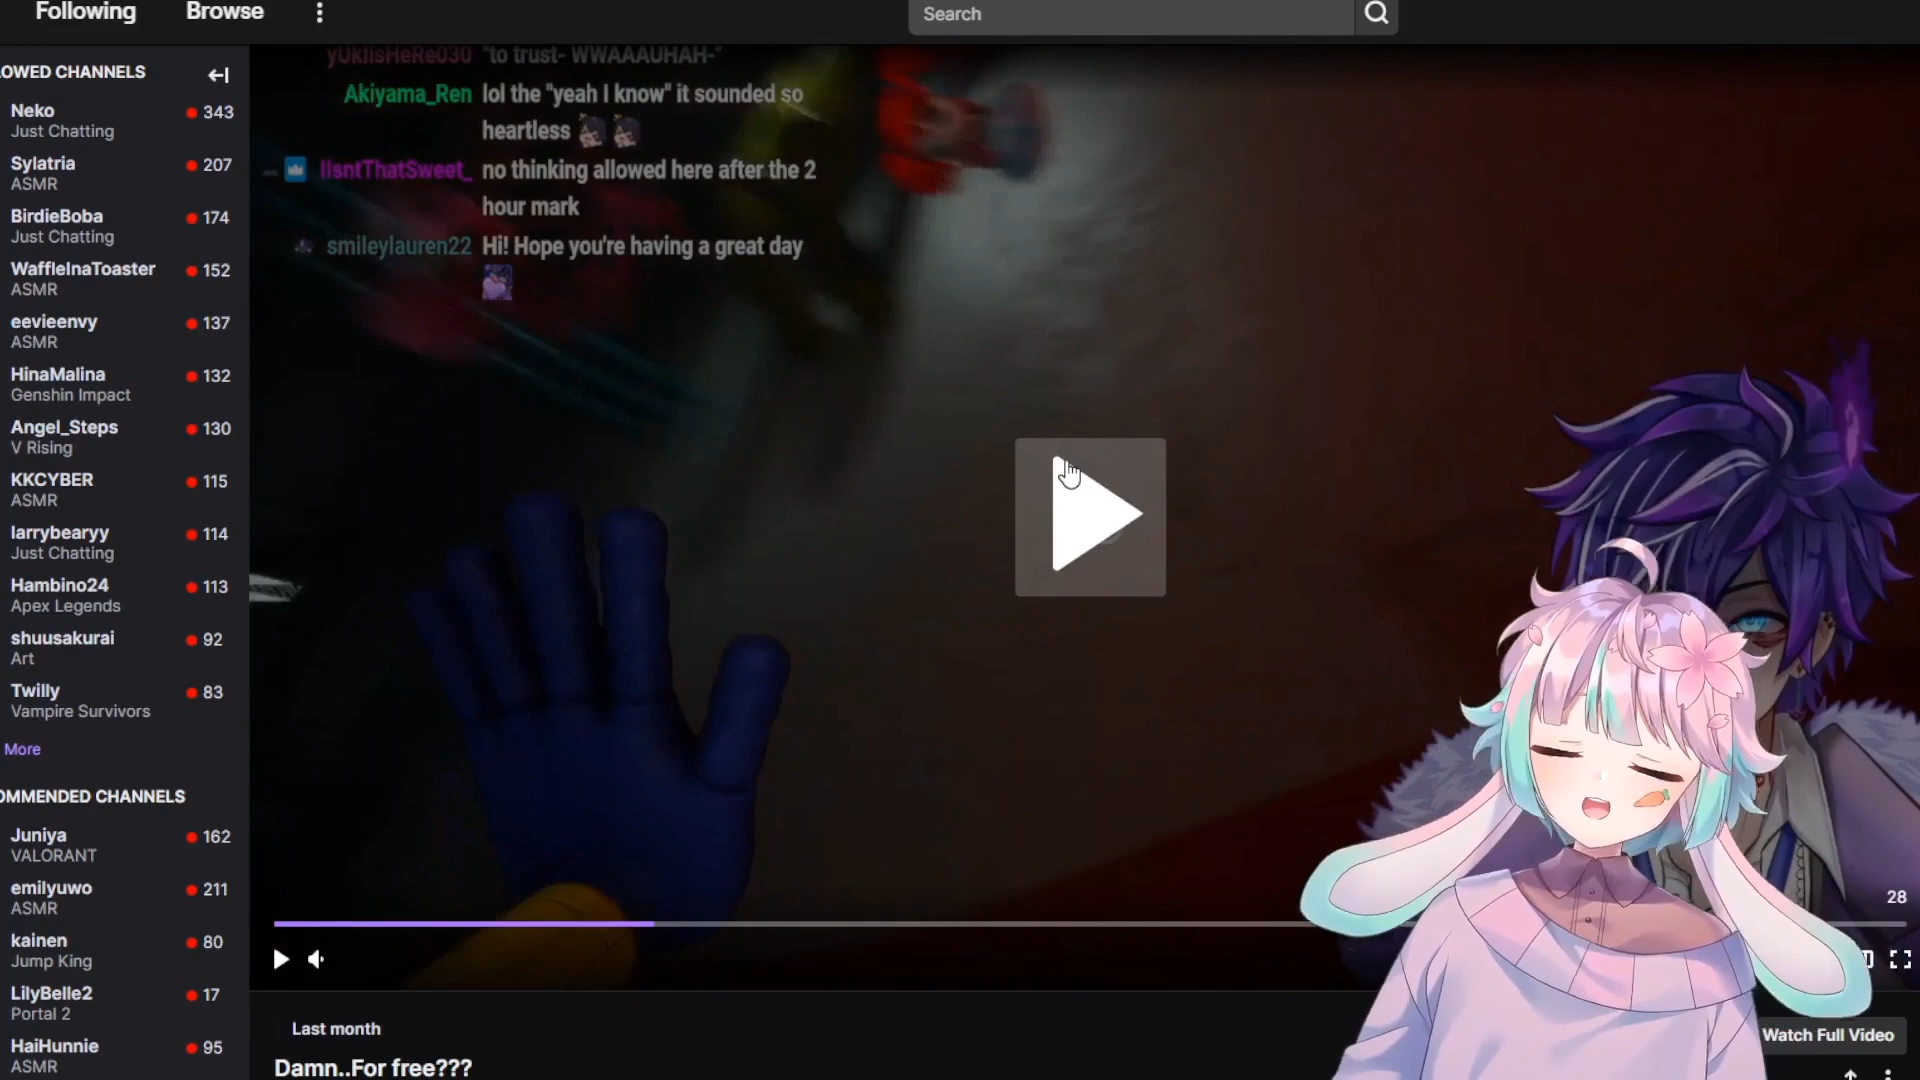 Following
Browse
Search
OWED CHANNELS
Neko
343
Just Chatting
Sylatria
207
ASMR
BirdieBoba
174
Just Chatting
WaffleInaToaster
152
ASMR
eevieenvy
137
ASMR
HinaMalina
132
Genshin Impact
Angel_Steps
130
V Rising
KKCYBER
115
ASMR
larrybearyy
114
Just Chatting
Hambino24
113
Apex Legends
shuusakurai
92
Art
Twilly
83
Vampire Survivors
More
OMMENDED CHANNELS
Juniya
162
VALORANT
emilyuwo
211
ASMR
kainen
80
Jump King
LilyBelle2
17
Portal 2
HaiHunnie
95
ASMR
yUkIisHeRe030 "to trust- WWAAAUHAH-"
Akiyama_Ren lol the "yeah I know" it sounded so
heartless
IIsntThatSweet_ no thinking allowed here after the 2
hour mark
smileylauren22 Hi! Hope you're having a great day
28
Last month
Watch Full Video
Damn..For free???